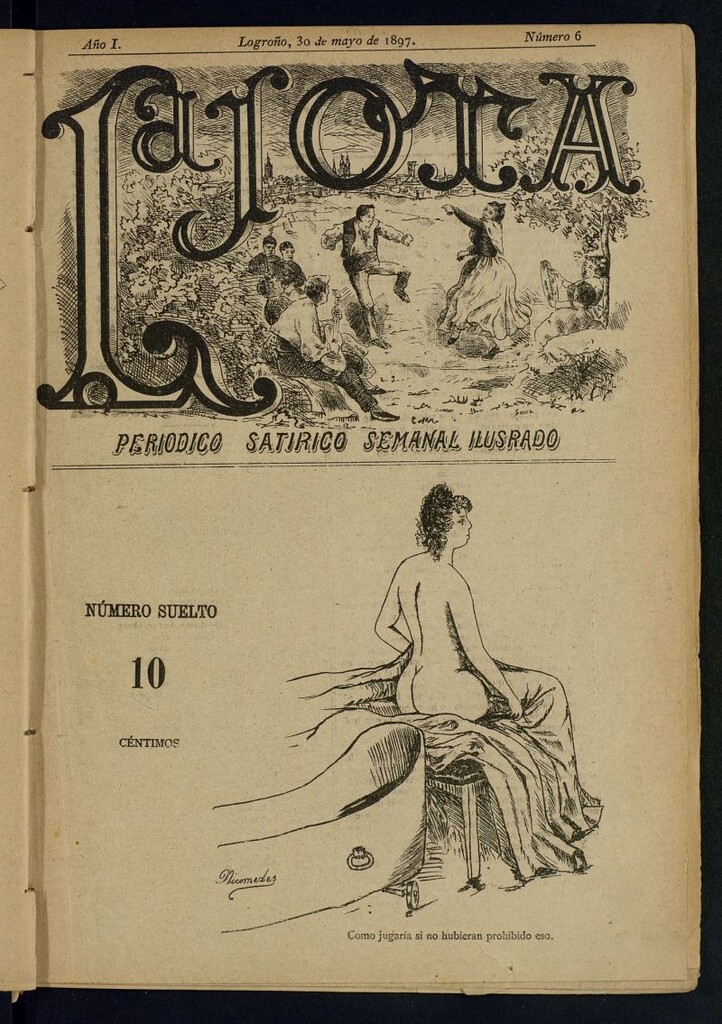 Año I.
Logroño, 30 de mayo de 1897.
Número 6
La JOTA
PERIODICO SATIRICO SEMANAL ILUSRADO
NÚMERO SUELTO
10
CÉNTIMOS
Nicomedes
Como jugaría si no hubieran prohibido eso.